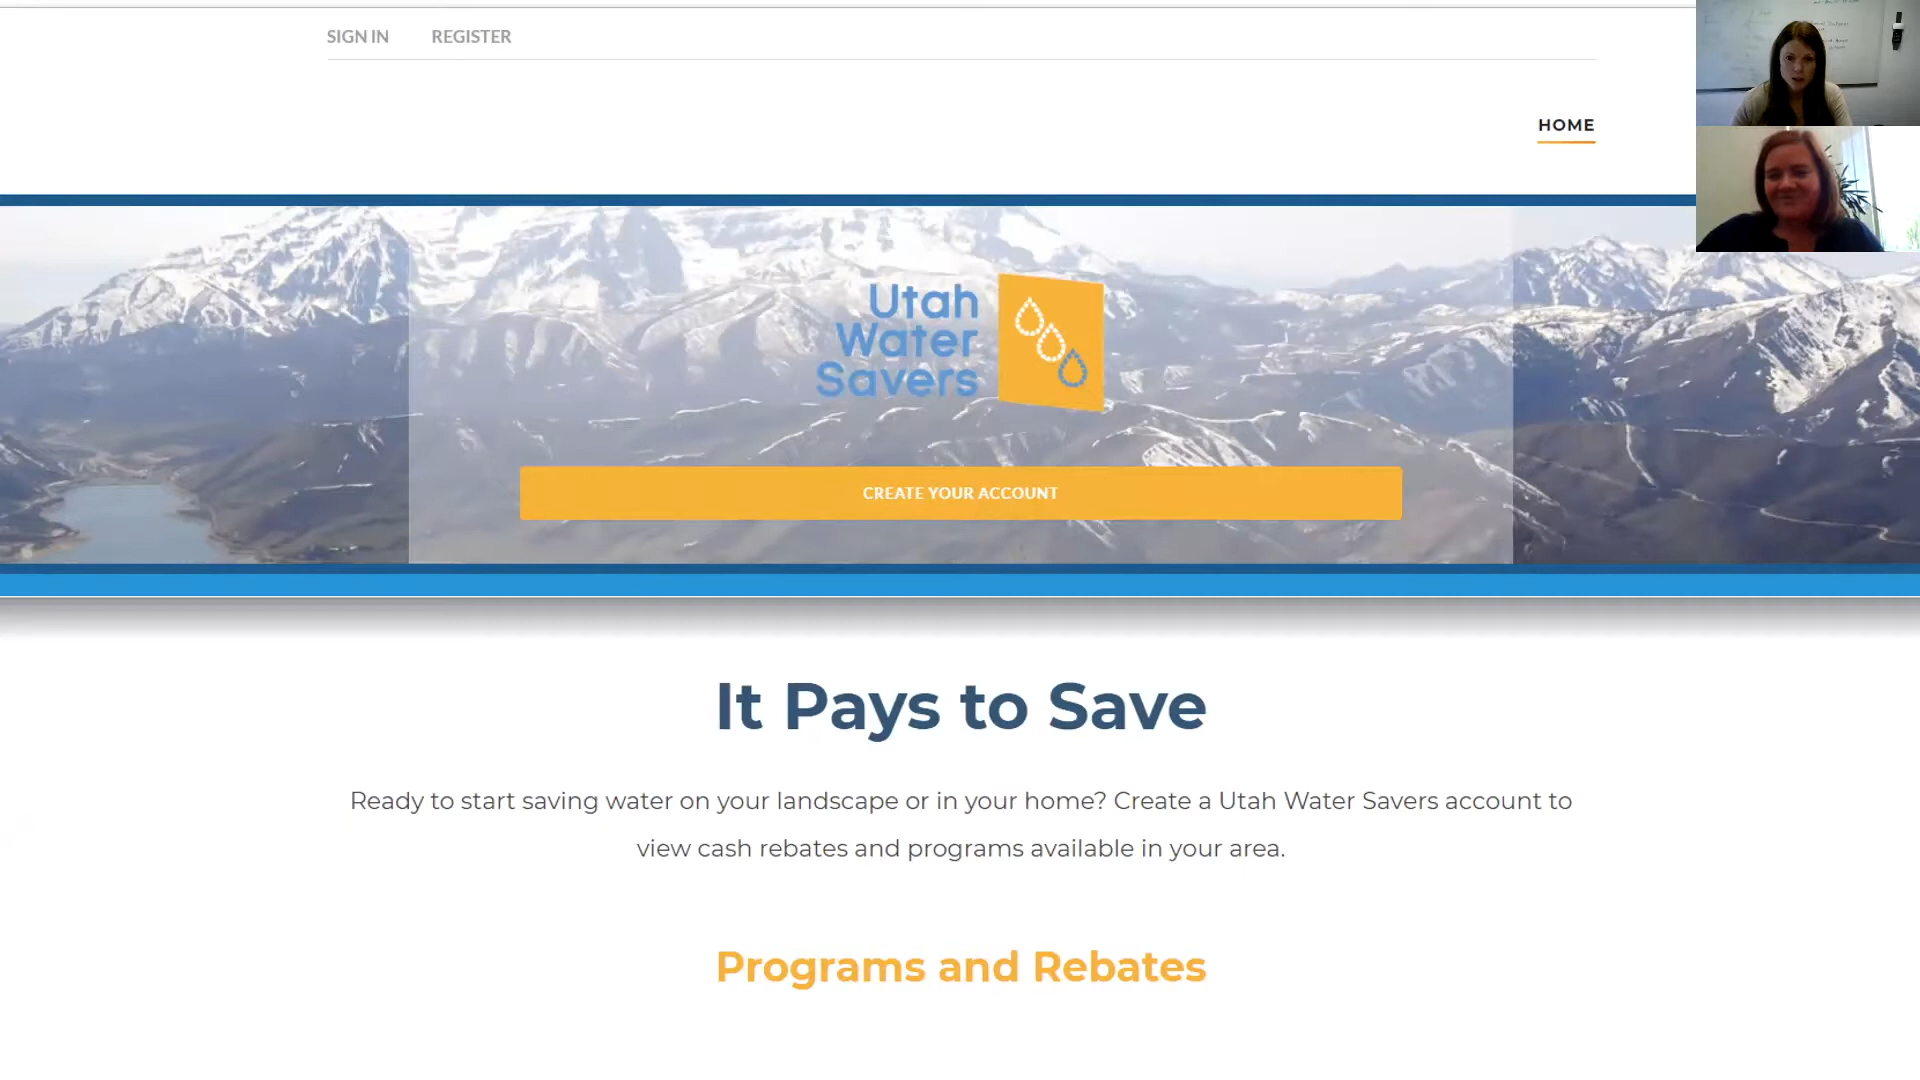 SIGN IN
REGISTER
HOME
Utah
Water
Savers
CREATE YOUR ACCOUNT
It Pays to Save
Ready to start saving water on your landscape or in your home? Create a Utah Water Savers account to
view cash rebates and programs available in your area.
Programs and Rebates